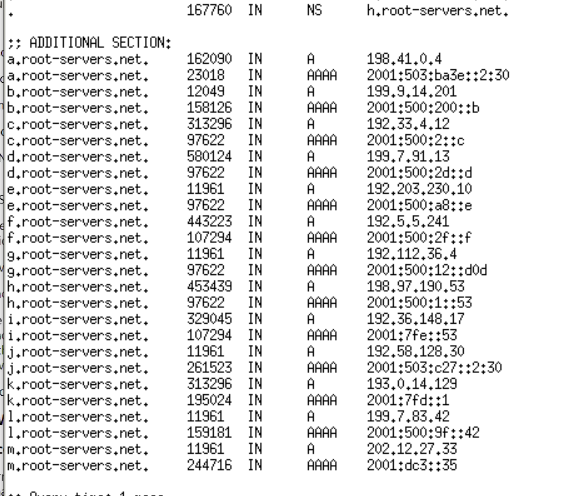 . 167760 IN NS h.root-servers.net.
;; ADDITIONAL SECTION:
a.root-servers.net. 162090 IN A 198.41.0.4
a.root-servers.net. 23018 IN AAAA 2001:503:ba3e::2:30
b.root-servers.net. 12049 IN A 199.9.14.201
b.root-servers.net. 158126 IN AAAA 2001:500:200::b
c.root-servers.net. 313296 IN A 192.33.4.12
c.root-servers.net. 97622 IN AAAA 2001:500:2::c
d.root-servers.net. 580124 IN A 199.7.91.13
d.root-servers.net. 97622 IN AAAA 2001:500:2d::d
e.root-servers.net. 11961 IN A 192.203.230.10
e.root-servers.net. 97622 IN AAAA 2001:500:a8::e
f.root-servers.net. 443223 IN A 192.5.5.241
f.root-servers.net. 107294 IN AAAA 2001:500:2f::f
g.root-servers.net. 11961 IN A 192.112.36.4
g.root-servers.net. 97622 IN AAAA 2001:500:12::d0d
h.root-servers.net. 453439 IN A 198.97.190.53
h.root-servers.net. 97622 IN AAAA 2001:500:1::53
i.root-servers.net. 329045 IN A 192.36.148.17
i.root-servers.net. 107294 IN AAAA 2001:7fe::53
j.root-servers.net. 11961 IN A 192.58.128.30
j.root-servers.net. 261523 IN AAAA 2001:503:c27::2:30
k.root-servers.net. 313296 IN A 193.0.14.129
k.root-servers.net. 195024 IN AAAA 2001:7fd::1
l.root-servers.net. 11961 IN A 199.7.83.42
l.root-servers.net. 159181 IN AAAA 2001:500:9f::42
m.root-servers.net. 11961 IN A 202.12.27.33
m.root-servers.net. 244716 IN AAAA 2001:dc3::35